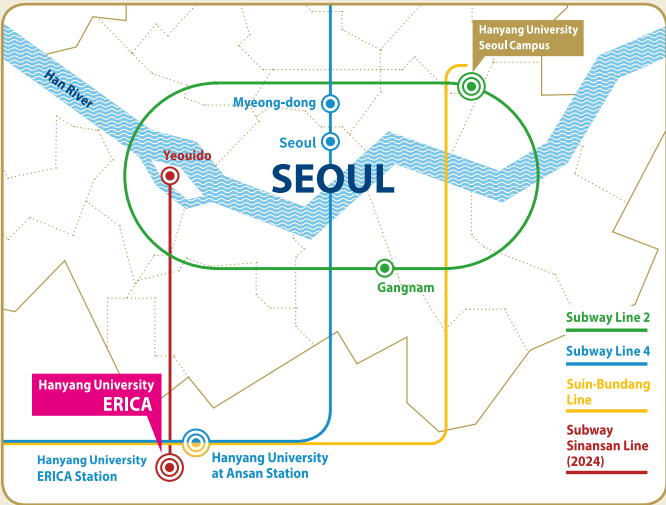 Hanyang University
Seoul Campus
Han River
Myeong-dong
Seoul
Yeouido
SEOUL
Gangnam
Subway Line 2
Subway Line 4
Suin-Bundang
Line
Subway
Sinansan Line
(2024)
Hanyang University
ERICA
Hanyang University
ERICA Station
Hanyang University
at Ansan Station